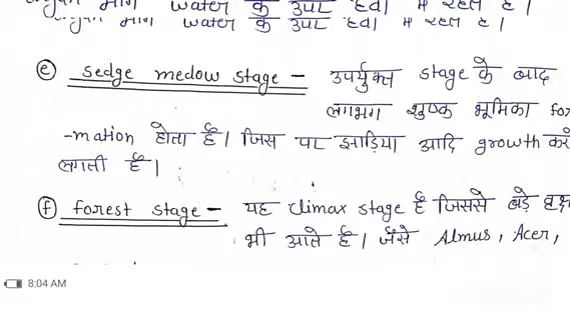 water के उपर हवा में रहते है।
(e) sedge medow stage – उपर्युक्त stage के बाद
लगभग शुष्क भूमिका for
-mation होता है। जिस पर झाड़िया आदि growth करने
लगती है।
(f) forest stage – यह climax stage है जिससे बड़े वृक्ष
भी आते है। जैसे Almus, Acer,
8:04 AM